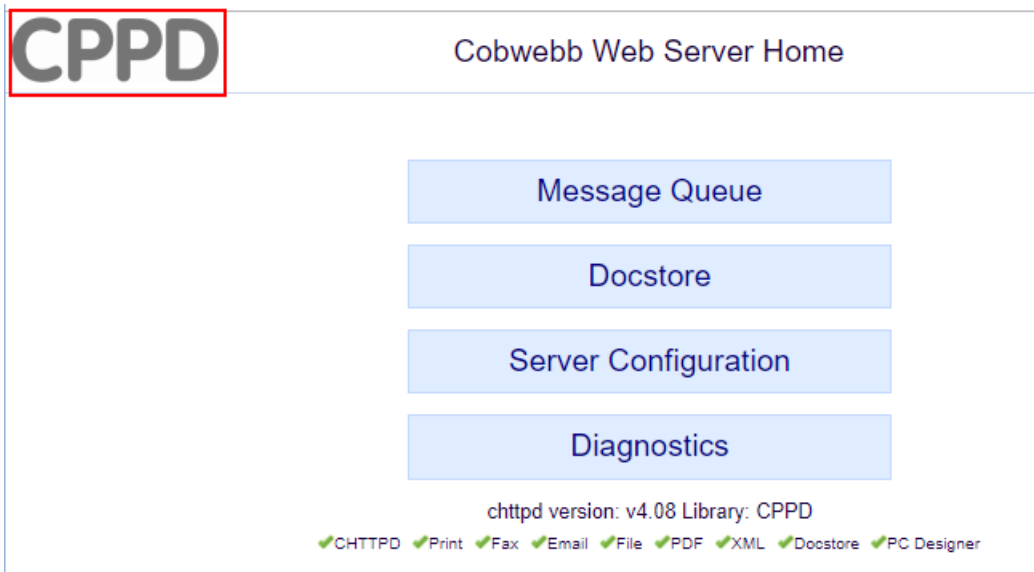 CPPD
Cobwebb Web Server Home
Message Queue
Docstore
Server Configuration
Diagnostics
chttpd version: v4.08 Library: CPPD
CHTTPD Print Fax Email File PDF XML Docstore PC Designer